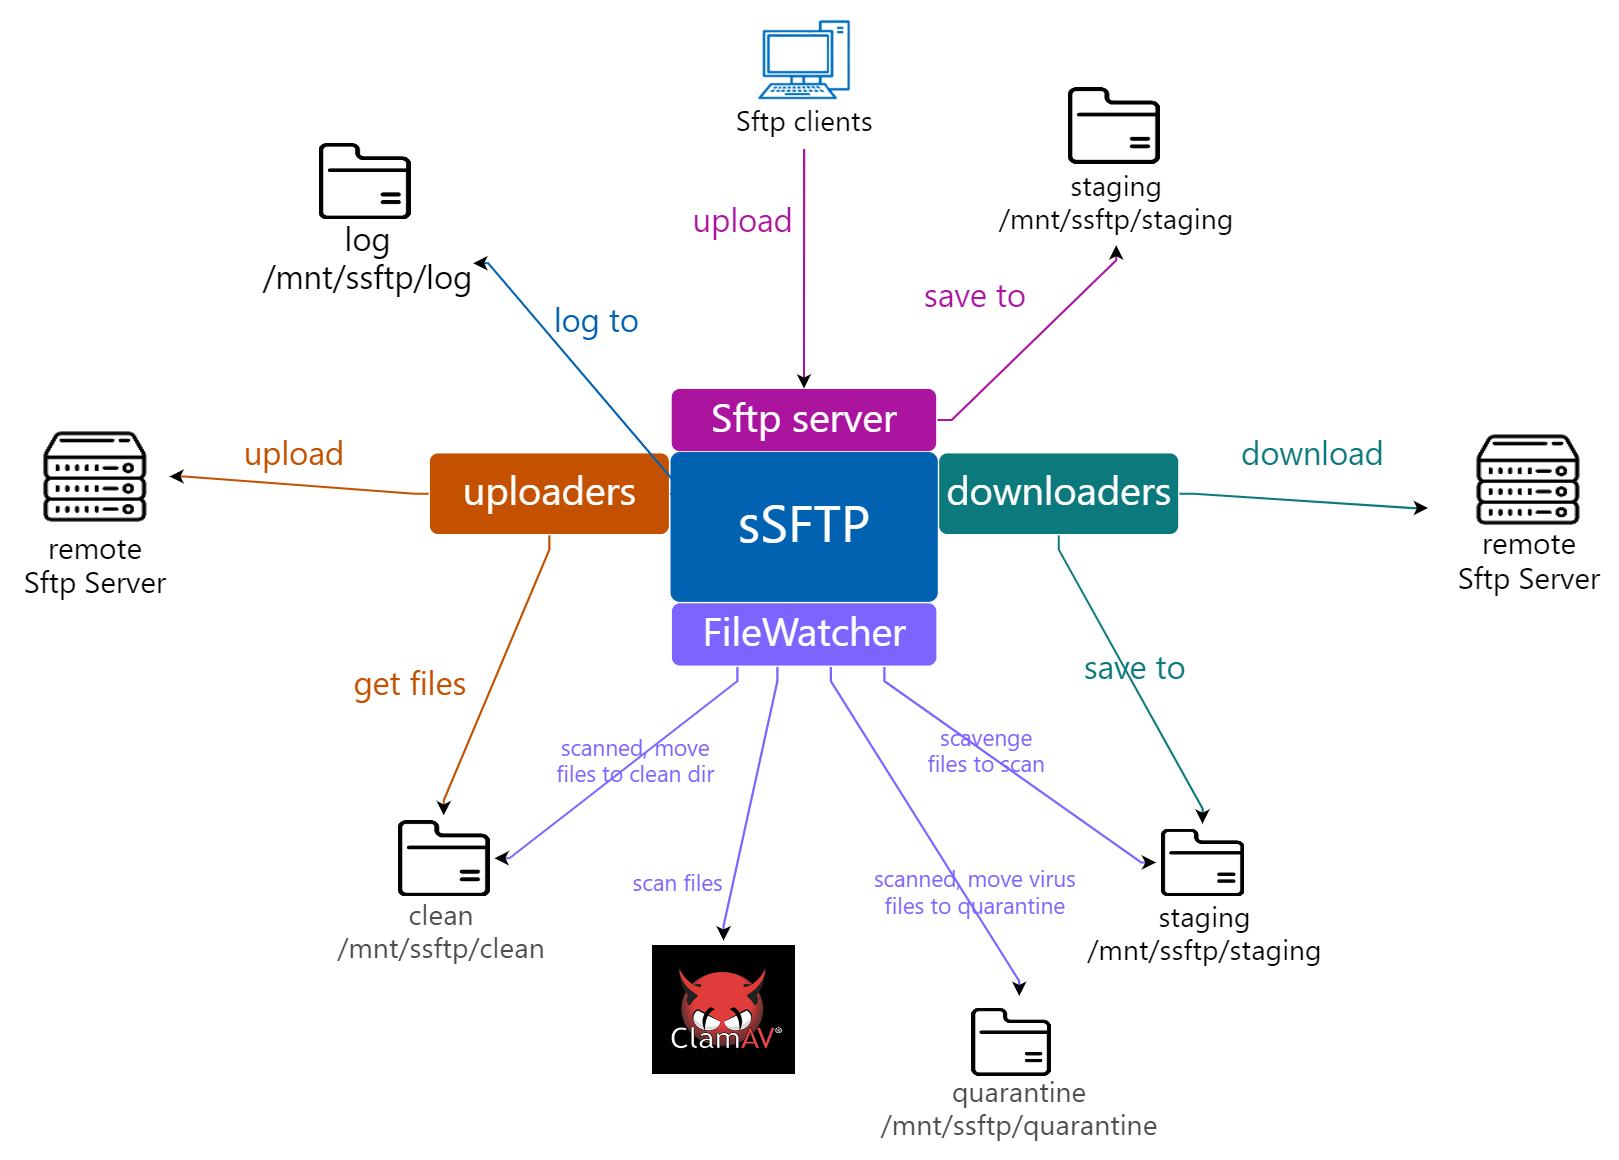 Sftp clients
staging
/mnt/ssftp/staging
upload
log
/mnt/ssftp/log
save to
log to
Sftp server
upload
download
uploaders
downloaders
sSFTP
remote
Sftp Server
remote
Sftp Server
FileWatcher
get files
save to
scanned, move
files to clean dir
scavenge
files to scan
scan files
scanned, move virus
files to quarantine
clean
/mnt/ssftp/clean
staging
/mnt/ssftp/staging
ClamAV®
quarantine
/mnt/ssftp/quarantine